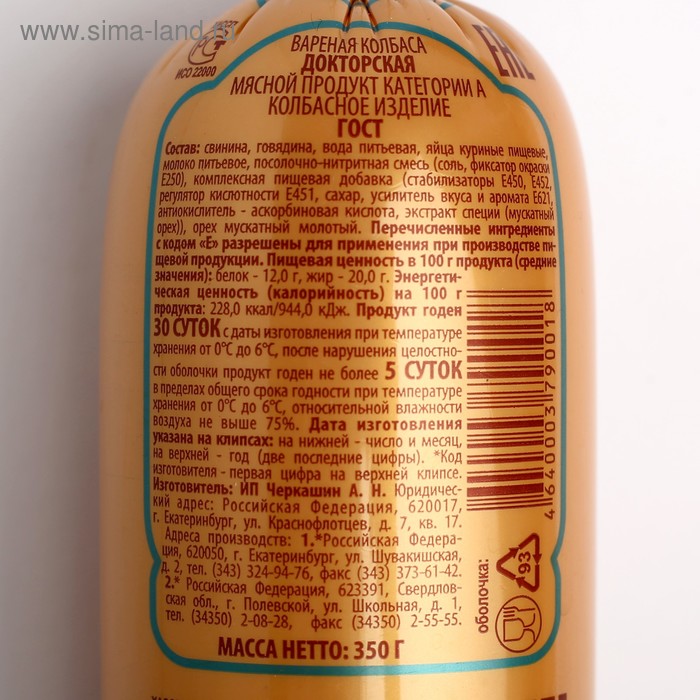 www.sima-land.ru
РСТ
ИСО 22000
ЕАС
ВАРЕНАЯ КОЛБАСА
ДОКТОРСКАЯ
МЯСНОЙ ПРОДУКТ КАТЕГОРИИ А
КОЛБАСНОЕ ИЗДЕЛИЕ
ГОСТ
Состав: свинина, говядина, вода питьевая, яйца куриные пищевые,
молоко питьевое, посолочно-нитритная смесь (соль, фиксатор окраски
Е250), комплексная пищевая добавка (стабилизаторы Е450, Е452,
регулятор кислотности Е451, сахар, усилитель вкуса и аромата Е621,
антиокислитель - аскорбиновая кислота, экстракт специи (мускатный
орех)), орех мускатный молотый. Перечисленные ингредиенты
с кодом «Е» разрешены для применения при производстве пи-
щевой продукции. Пищевая ценность в 100 г продукта (средние
значения): белок - 12,0 г, жир - 20,0 г. Энергети-
ческая ценность (калорийность) на 100 г
продукта: 228,0 ккал/944,0 кДж. Продукт годен
30 СУТОК с даты изготовления при температуре
хранения от 0°С до 6°С, после нарушения целостно-
сти оболочки продукт годен не более 5 СУТОК
в пределах общего срока годности при температуре
хранения от 0°С до 6°С, относительной влажности
воздуха не выше 75%. Дата изготовления
указана на клипсах: на нижней - число и месяц,
на верхней - год (две последние цифры). *Код
изготовителя - первая цифра на верхней клипсе.
Изготовитель: ИП Черкашин А. Н. Юридичес-
кий адрес: Российская Федерация, 620017,
г. Екатеринбург, ул. Краснофлотцев, д. 7, кв. 17.
Адреса производств: 1.*Российская Федера-
ция, 620050, г. Екатеринбург, ул. Шувакишская,
д. 2, тел. (343) 324-94-76, факс (343) 373-61-42.
2.* Российская Федерация, 623391, Свердлов-
ская обл., г. Полевской, ул. Школьная, д. 1,
тел. (34350) 2-08-28, факс (34350) 2-55-55.
МАССА НЕТТО: 350 Г
4 640003 790018
оболочка:
93